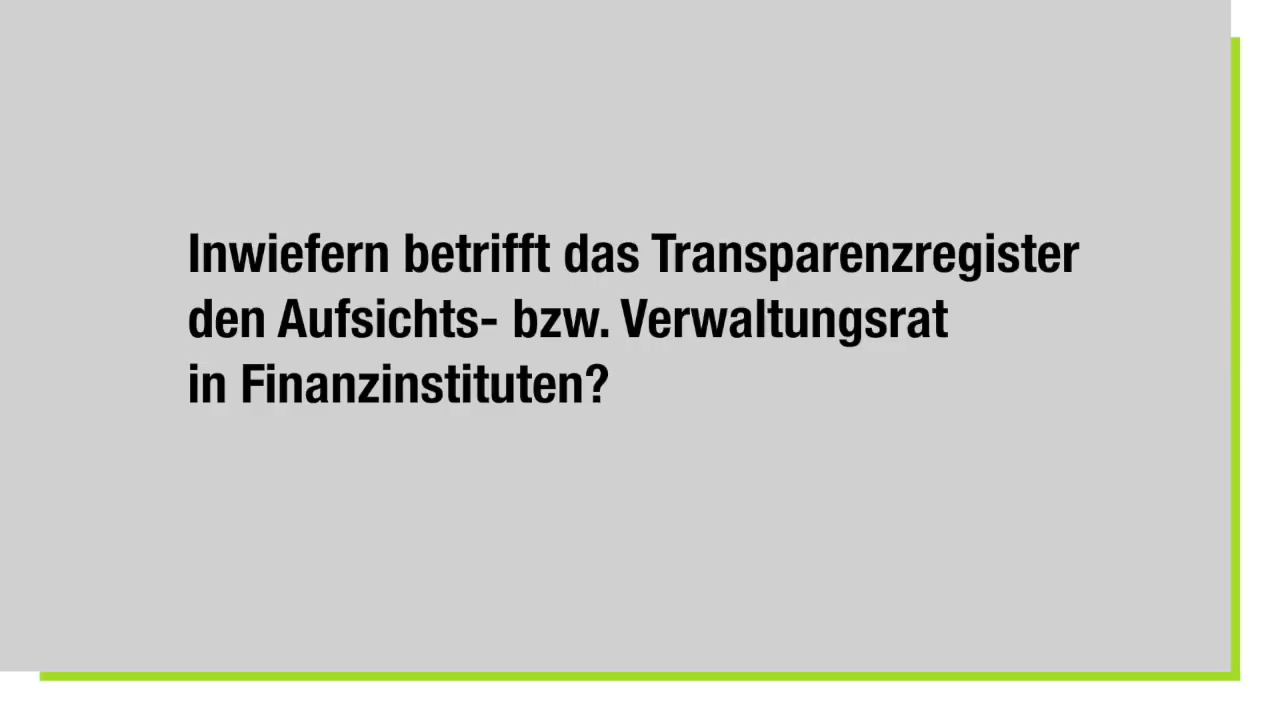 Inwiefern betrifft das Transparenzregister
den Aufsichts- bzw. Verwaltungsrat
in Finanzinstituten?